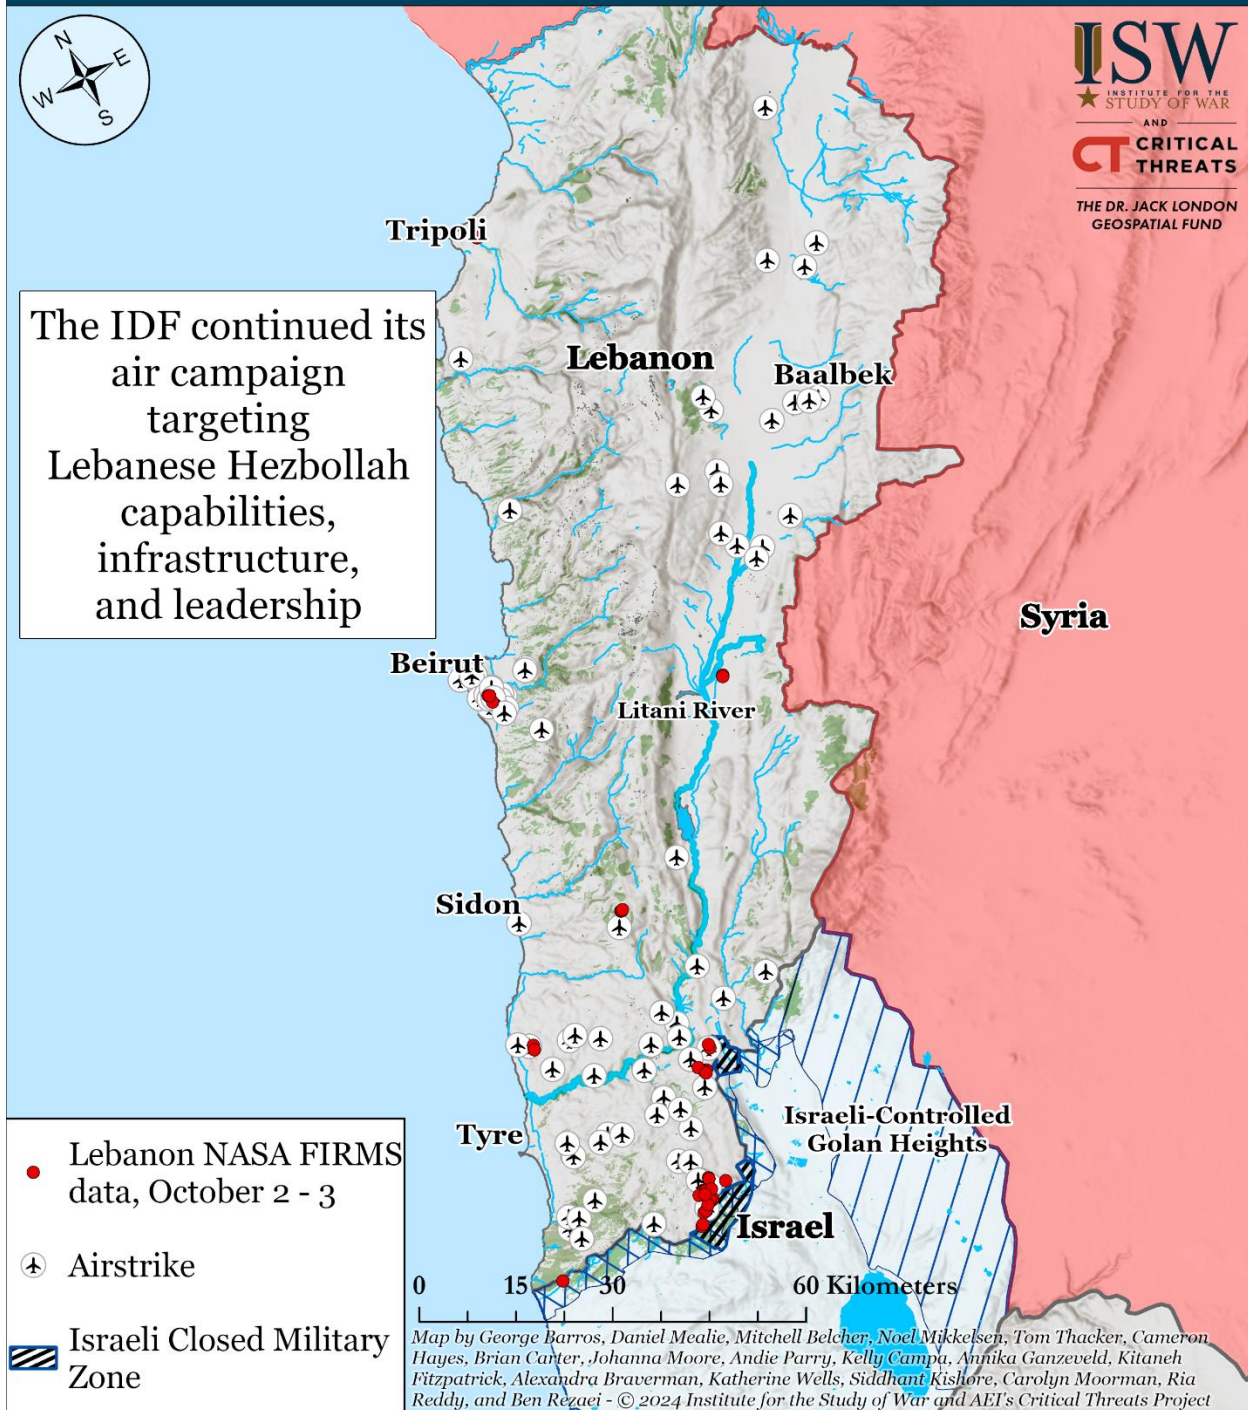 N
E
W
S
ISW
INSTITUTE FOR THE
STUDY OF WAR
AND
CT CRITICAL
THREATS
THE DR. JACK LONDON
GEOSPATIAL FUND
Tripoli
The IDF continued its
air campaign
targeting
Lebanese Hezbollah
capabilities,
infrastructure,
and leadership
Lebanon
Baalbek
Syria
Beirut
Litani River
Sidon
Tyre
Israeli-Controlled
Golan Heights
Israel
Lebanon NASA FIRMS
data, October 2 - 3
Airstrike
Israeli Closed Military
Zone
0 15 30 60 Kilometers
Map by George Barros, Daniel Mealie, Mitchell Belcher, Noel Mikkelsen, Tom Thacker, Cameron
Hayes, Brian Carter, Johanna Moore, Andie Parry, Kelly Campa, Annika Ganzeveld, Kitaneh
Fitzpatrick, Alexandra Braverman, Katherine Wells, Siddhant Kishore, Carolyn Moorman, Ria
Reddy, and Ben Rezaei - © 2024 Institute for the Study of War and AEI's Critical Threats Project